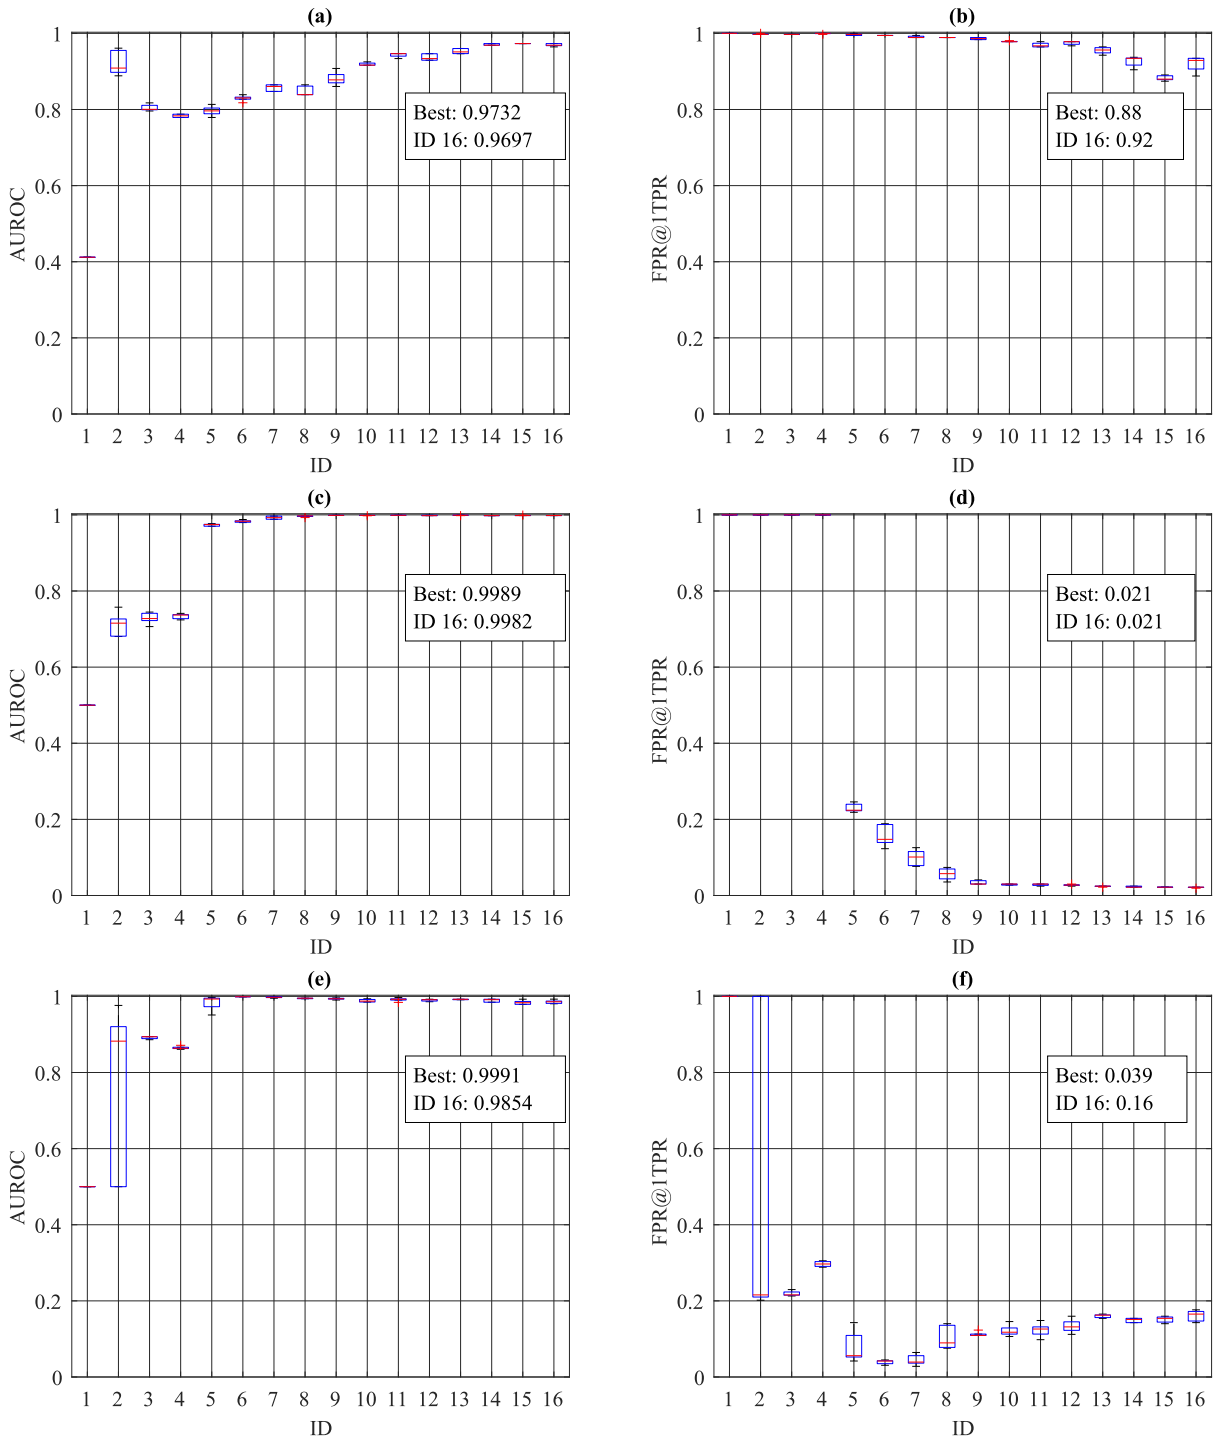 (a)
1
0.8
0.6
0.4
0.2
0
AUROC
Best: 0.9732
ID 16: 0.9697
1 2 3 4 5 6 7 8 9 10 11 12 13 14 15 16
ID
(b)
1
0.8
0.6
0.4
0.2
0
FPR@1TPR
Best: 0.88
ID 16: 0.92
1 2 3 4 5 6 7 8 9 10 11 12 13 14 15 16
ID
(c)
1
0.8
0.6
0.4
0.2
0
AUROC
Best: 0.9989
ID 16: 0.9982
1 2 3 4 5 6 7 8 9 10 11 12 13 14 15 16
ID
(d)
1
0.8
0.6
0.4
0.2
0
FPR@1TPR
Best: 0.021
ID 16: 0.021
1 2 3 4 5 6 7 8 9 10 11 12 13 14 15 16
ID
(e)
1
0.8
0.6
0.4
0.2
0
AUROC
Best: 0.9991
ID 16: 0.9854
1 2 3 4 5 6 7 8 9 10 11 12 13 14 15 16
ID
(f)
1
0.8
0.6
0.4
0.2
0
FPR@1TPR
Best: 0.039
ID 16: 0.16
1 2 3 4 5 6 7 8 9 10 11 12 13 14 15 16
ID